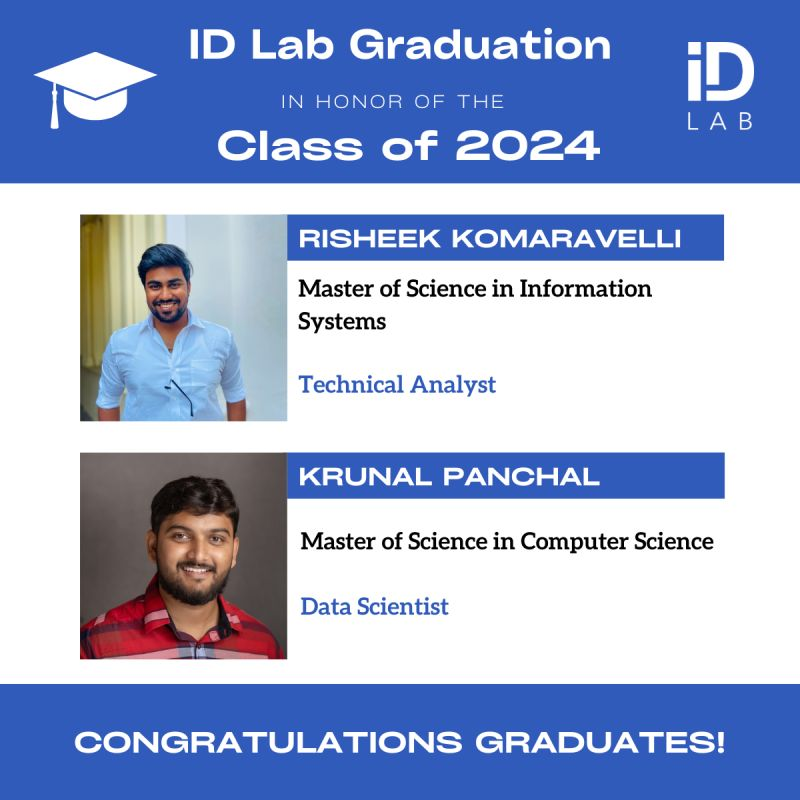 ID Lab Graduation
IN HONOR OF THE
Class of 2024
iD
LAB
RISHEEK KOMARAVELLI
Master of Science in Information
Systems
Technical Analyst
KRUNAL PANCHAL
Master of Science in Computer Science
Data Scientist
CONGRATULATIONS GRADUATES!